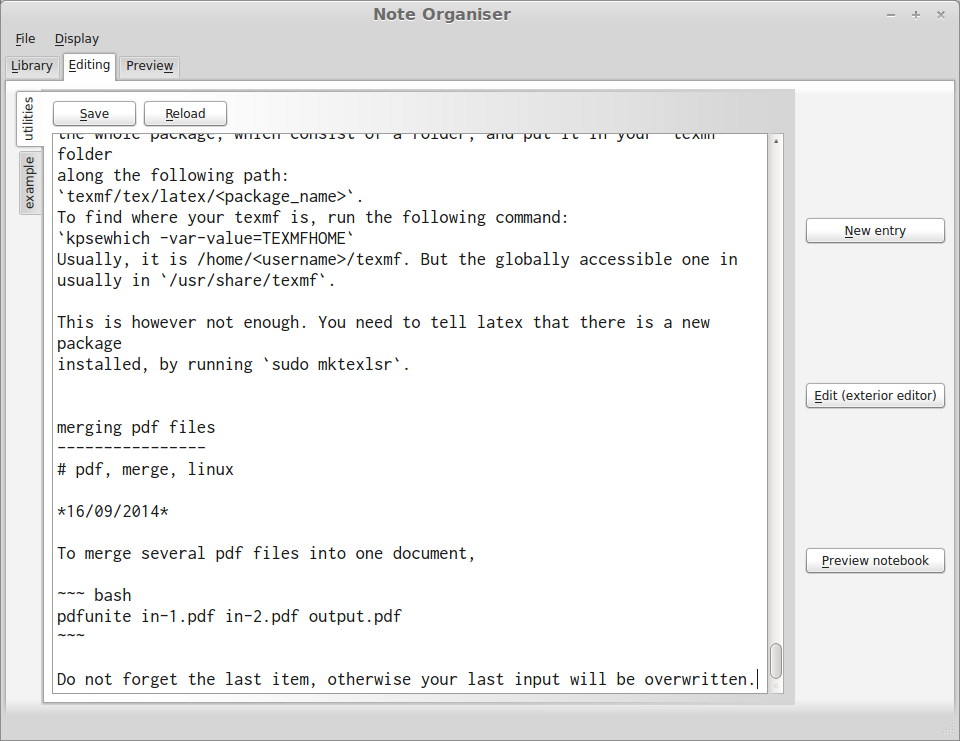 Note Organiser
File Display
Library Editing Preview
utilities
example
Save Reload
the whole package, which consist of a folder, and put it in your `texmf`
folder
along the following path:
`texmf/tex/latex/<package_name>`.
To find where your texmf is, run the following command:
`kpsewhich -var-value=TEXMFHOME`
Usually, it is /home/<username>/texmf. But the globally accessible one in
usually in `/usr/share/texmf`.
This is however not enough. You need to tell latex that there is a new
package
installed, by running `sudo mktexlsr`.
merging pdf files
----------------
# pdf, merge, linux
*16/09/2014*
To merge several pdf files into one document,
~~~ bash
pdfunite in-1.pdf in-2.pdf output.pdf
~~~
Do not forget the last item, otherwise your last input will be overwritten.
New entry
Edit (exterior editor)
Preview notebook